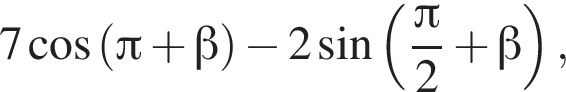 7 cos(π + β) − 2 sin(π/2 + β),